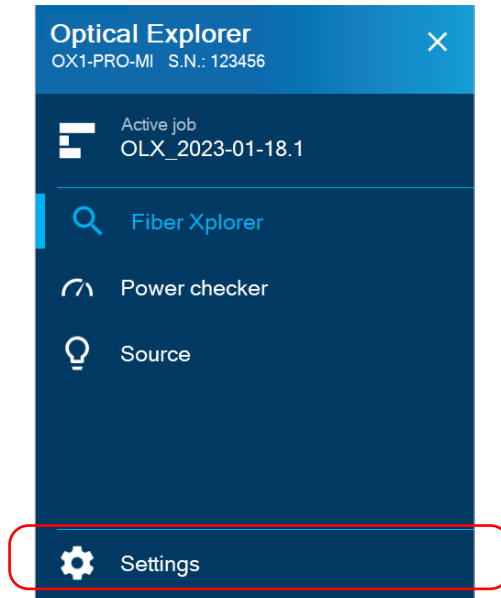 Optical Explorer
OX1-PRO-MI S.N.: 123456
Active job
OLX_2023-01-18.1
Fiber Xplorer
Power checker
Source
Settings